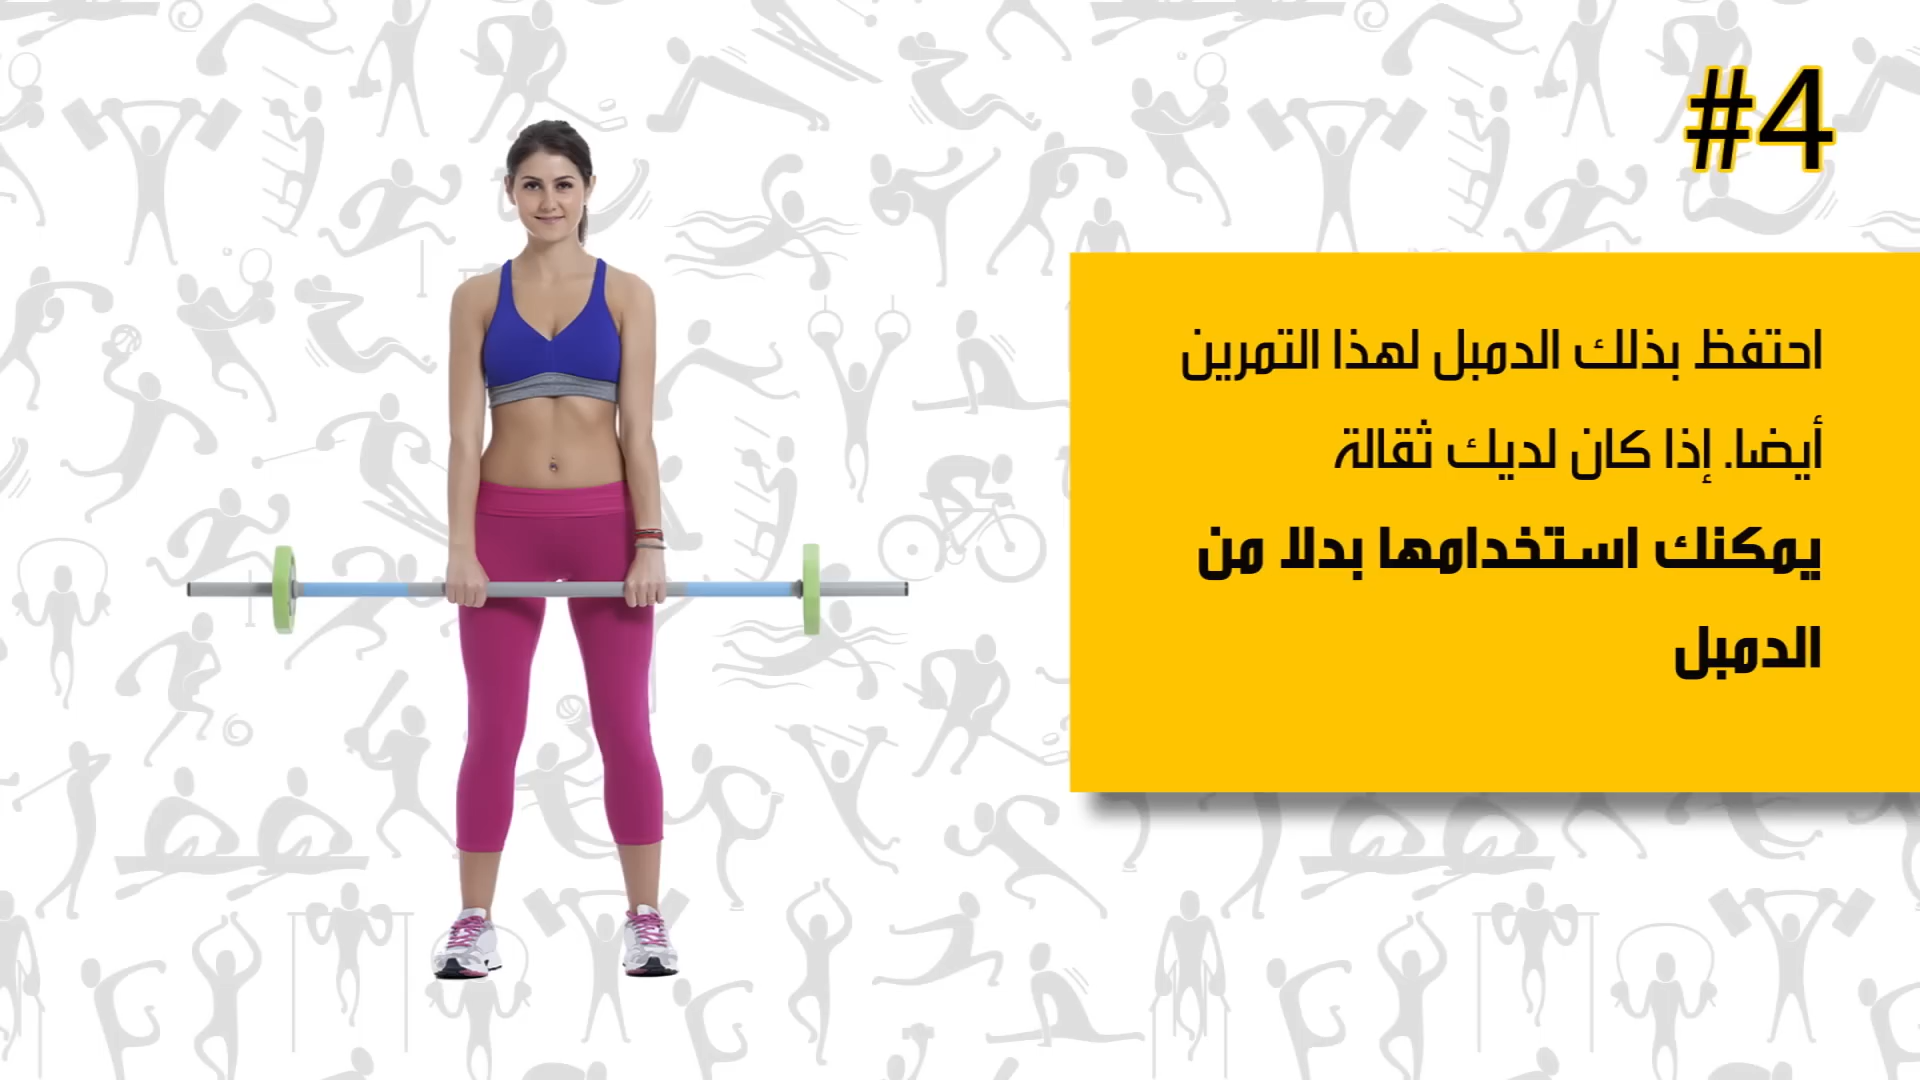 #4
احتفظ بذلك الدمبل لهذا التمرين
أيضا. إذا كان لديك ثقالة
يمكنك استخدامها بدلا من
الدمبل